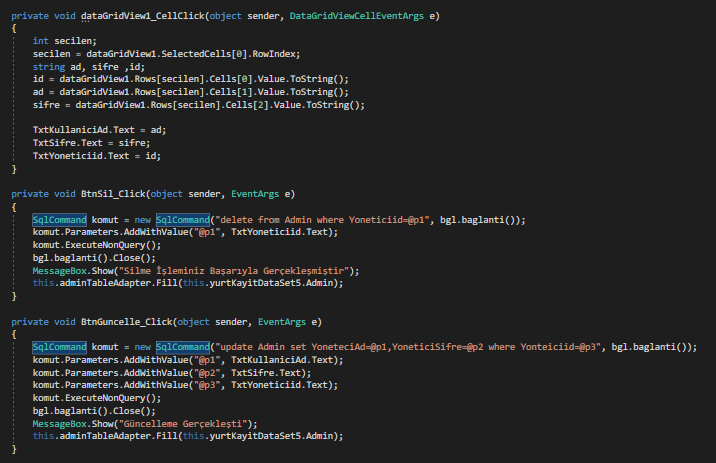 private void dataGridView1_CellClick(object sender, DataGridViewCellEventArgs e)
{
int secilen;
secilen = dataGridView1.SelectedCells[0].RowIndex;
string ad, sifre ,id;
id = dataGridView1.Rows[secilen].Cells[0].Value.ToString();
ad = dataGridView1.Rows[secilen].Cells[1].Value.ToString();
sifre = dataGridView1.Rows[secilen].Cells[2].Value.ToString();
TxtKullaniciAd.Text = ad;
TxtSifre.Text = sifre;
TxtYoneticiid.Text = id;
}
private void BtnSil_Click(object sender, EventArgs e)
{
SqlCommand komut = new SqlCommand("delete from Admin where Yoneticiid=@p1", bgl.baglanti());
komut.Parameters.AddWithValue("@p1", TxtYoneticiid.Text);
komut.ExecuteNonQuery();
bgl.baglanti().Close();
MessageBox.Show("Silme İşleminiz Başarıyla Gerçekleşmiştir");
this.adminTableAdapter.Fill(this.yurtKayitDataSet5.Admin);
}
private void BtnGuncelle_Click(object sender, EventArgs e)
{
SqlCommand komut = new SqlCommand("update Admin set YoneteciAd=@p1,YoneticiSifre=@p2 where Yonteiciid=@p3", bgl.baglanti());
komut.Parameters.AddWithValue("@p1", TxtKullaniciAd.Text);
komut.Parameters.AddWithValue("@p2", TxtSifre.Text);
komut.Parameters.AddWithValue("@p3", TxtYoneticiid.Text);
komut.ExecuteNonQuery();
bgl.baglanti().Close();
MessageBox.Show("Güncelleme Gerçekleşti");
this.adminTableAdapter.Fill(this.yurtKayitDataSet5.Admin);
}